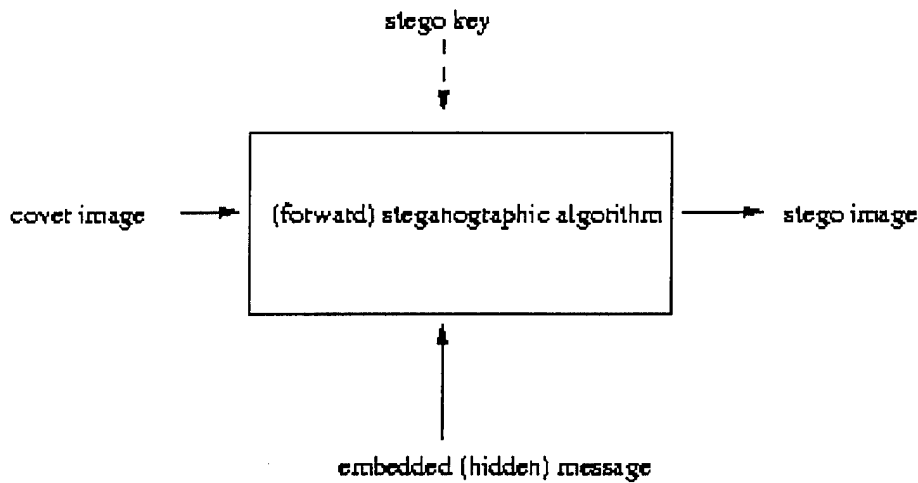 stego key
cover image
(forward) steganographic algorithm
stego image
embedded (hidden) message